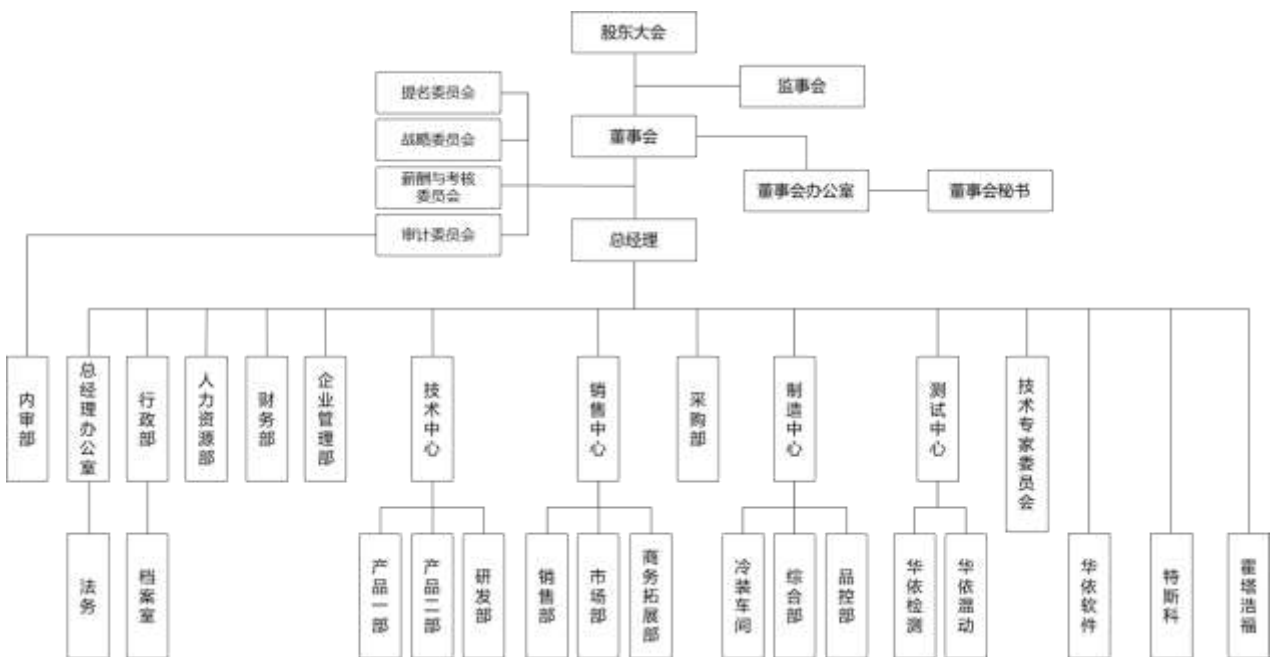 股东大会
监事会
提名委员会
战略委员会
董事会
薪酬与考核
委员会
董事会办公室
董事会秘书
审计委员会
总经理
内审部
总经理办公室
行政部
人力资源部
财务部
企业管理部
技术中心
销售中心
采购部
制造中心
测试中心
技术专家委员会
法务
档案室
产品一部
产品二部
研发部
销售部
市场部
商务拓展部
冷装车间
综合部
品控部
华依检测
华依混动
华依软件
特斯科
霍塔浩福